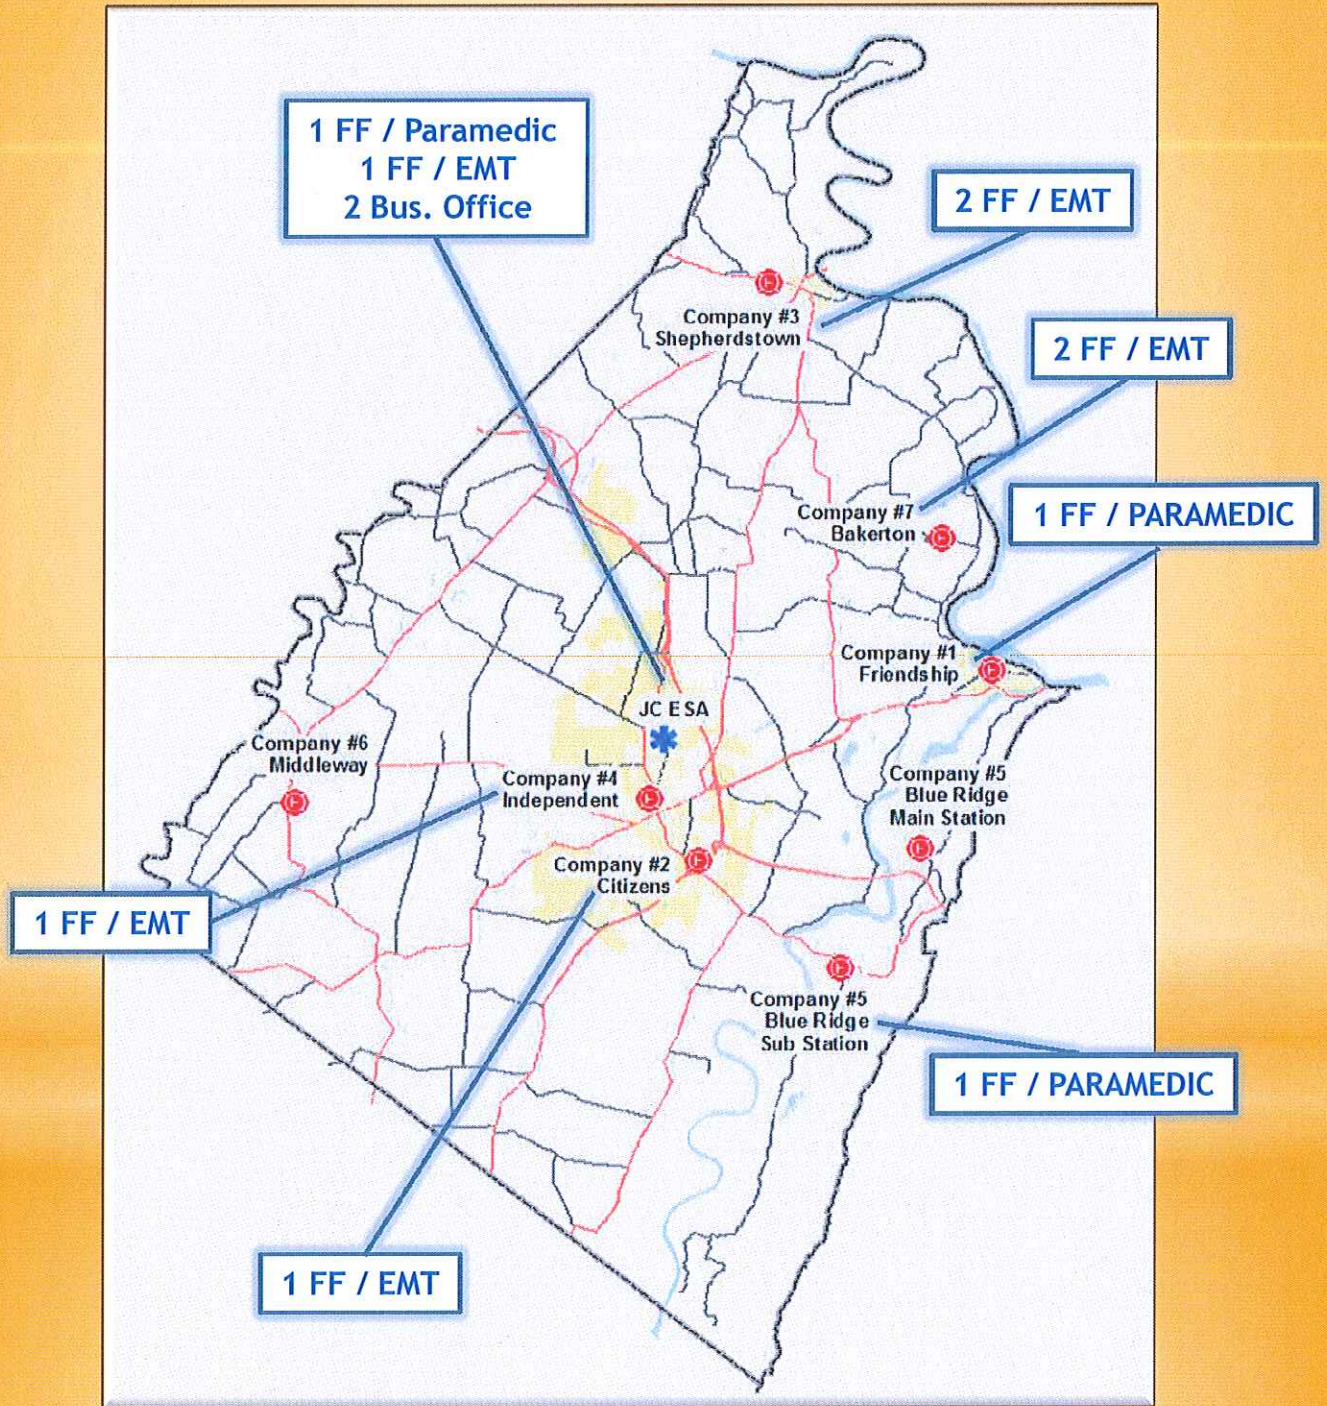 1 FF / Paramedic
1 FF / EMT
2 Bus. Office
2 FF / EMT
Company #3
Shepherdstown
2 FF / EMT
1 FF / PARAMEDIC
Company #7
Bakerton
Company #1
Friendship
JC ESA
Company #6
Middleway
Company #4
Independent
Company #5
Blue Ridge
Main Station
Company #2
Citizens
1 FF / EMT
Company #5
Blue Ridge
Sub Station
1 FF / PARAMEDIC
1 FF / EMT